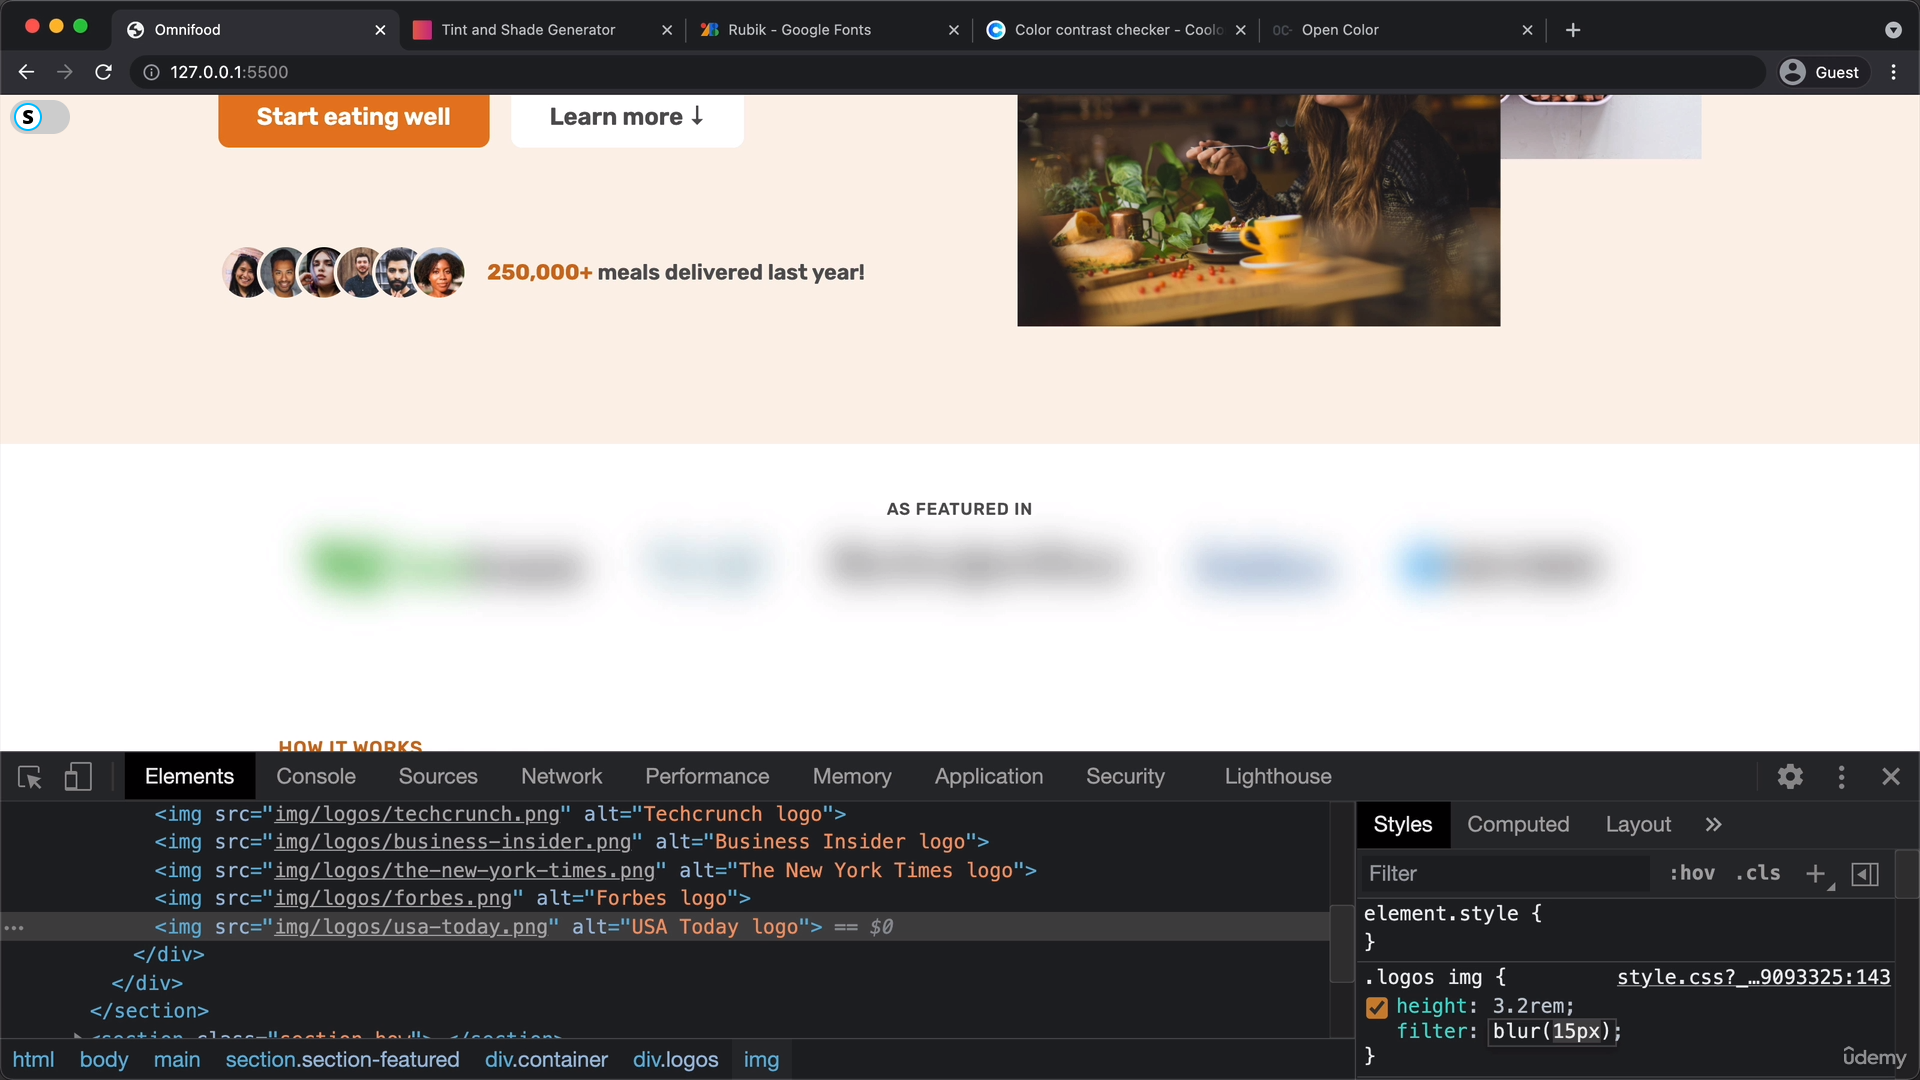 Omnifood
Tint and Shade Generator
Rubik - Google Fonts
Color contrast checker - Coolo
OC- Open Color
127.0.0.1:5500
Guest
S
Start eating well
Learn more ↓
250,000+ meals delivered last year!
AS FEATURED IN
HOW IT WORKS
Elements Console Sources Network Performance Memory Application Security Lighthouse
<img src="img/logos/techcrunch.png" alt="Techcrunch logo">
<img src="img/logos/business-insider.png" alt="Business Insider logo">
<img src="img/logos/the-new-york-times.png" alt="The New York Times logo">
<img src="img/logos/forbes.png" alt="Forbes logo">
<img src="img/logos/usa-today.png" alt="USA Today logo"> == $0
</div>
</div>
</section>
<section class="section-how">…</section>
html body main section.section-featured div.container div.logos img
Styles Computed Layout »
Filter :hov .cls +
element.style {
}
.logos img { style.css?_…9093325:143
height: 3.2rem;
filter: blur(15px);
}
ûdemy